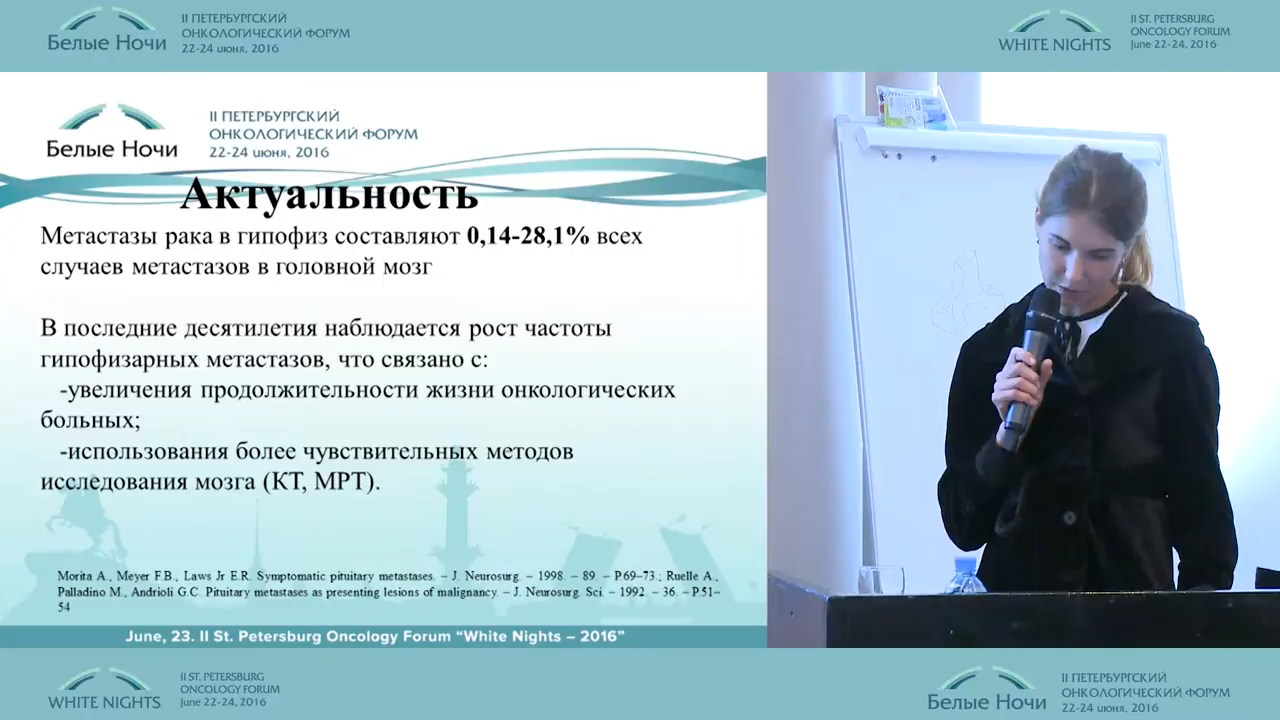 Белые Ночи
II ПЕТЕРБУРГСКИЙ
ОНКОЛОГИЧЕСКИЙ ФОРУМ
22-24 июня, 2016
WHITE NIGHTS
II ST. PETERSBURG
ONCOLOGY FORUM
June 22-24, 2016
Белые Ночи
II ПЕТЕРБУРГСКИЙ
ОНКОЛОГИЧЕСКИЙ ФОРУМ
22-24 июня, 2016
Актуальность
Метастазы рака в гипофиз составляют 0,14-28,1% всех
случаев метастазов в головной мозг
В последние десятилетия наблюдается рост частоты
гипофизарных метастазов, что связано с:
-увеличения продолжительности жизни онкологических
больных;
-использования более чувствительных методов
исследования мозга (КТ, МРТ).
Morita A., Meyer F.B., Laws Jr E.R. Symptomatic pituitary metastases. – J. Neurosurg. – 1998. – 89. – P.69–73.; Ruelle A.,
Palladino M., Andrioli G.C. Pituitary metastases as presenting lesions of malignancy. – J. Neurosurg. Sci. – 1992. – 36. – P.51–
54
June, 23. II St. Petersburg Oncology Forum “White Nights – 2016”
WHITE NIGHTS
II ST. PETERSBURG
ONCOLOGY FORUM
June 22-24, 2016
Белые Ночи
II ПЕТЕРБУРГСКИЙ
ОНКОЛОГИЧЕСКИЙ ФОРУМ
22-24 июня, 2016